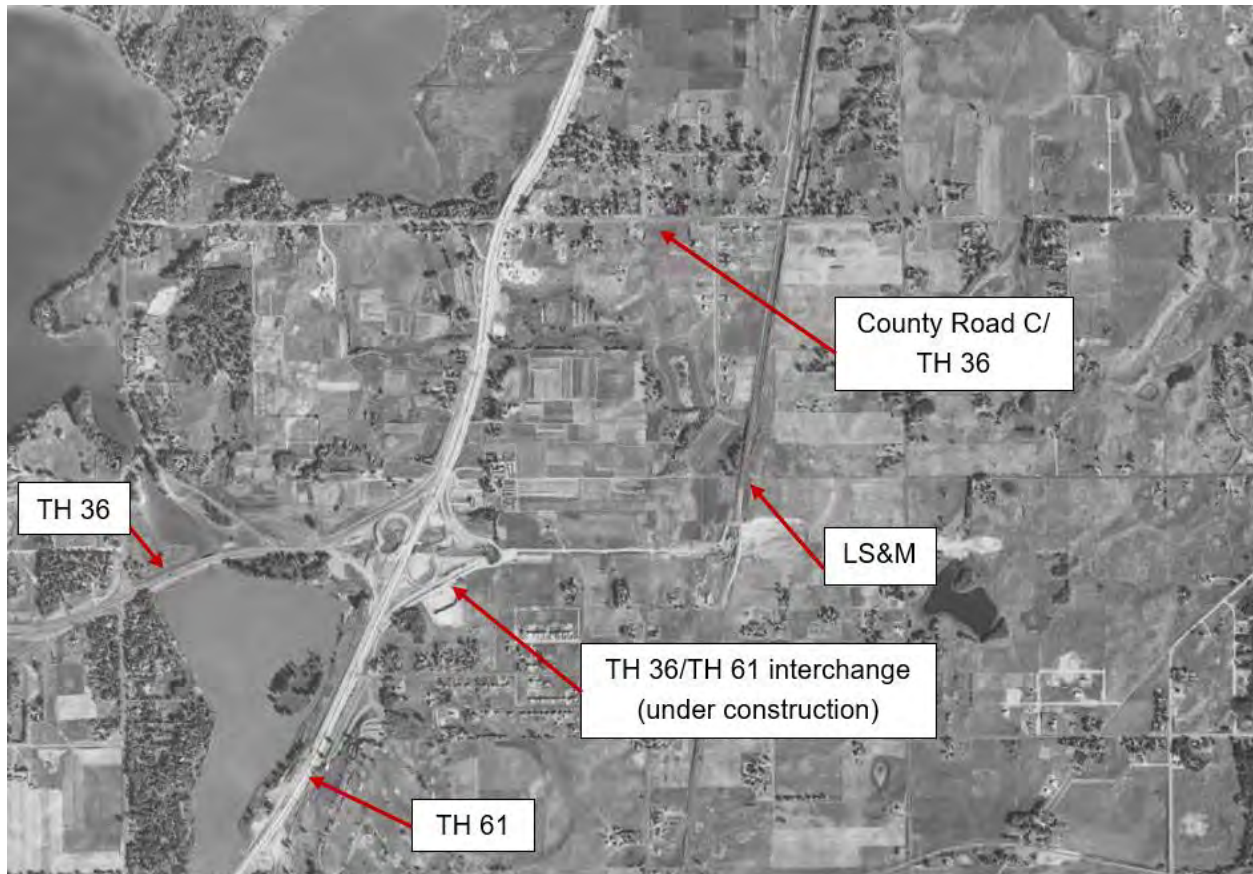 County Road C/
TH 36
TH 36
LS&M
TH 36/TH 61 interchange
(under construction)
TH 61